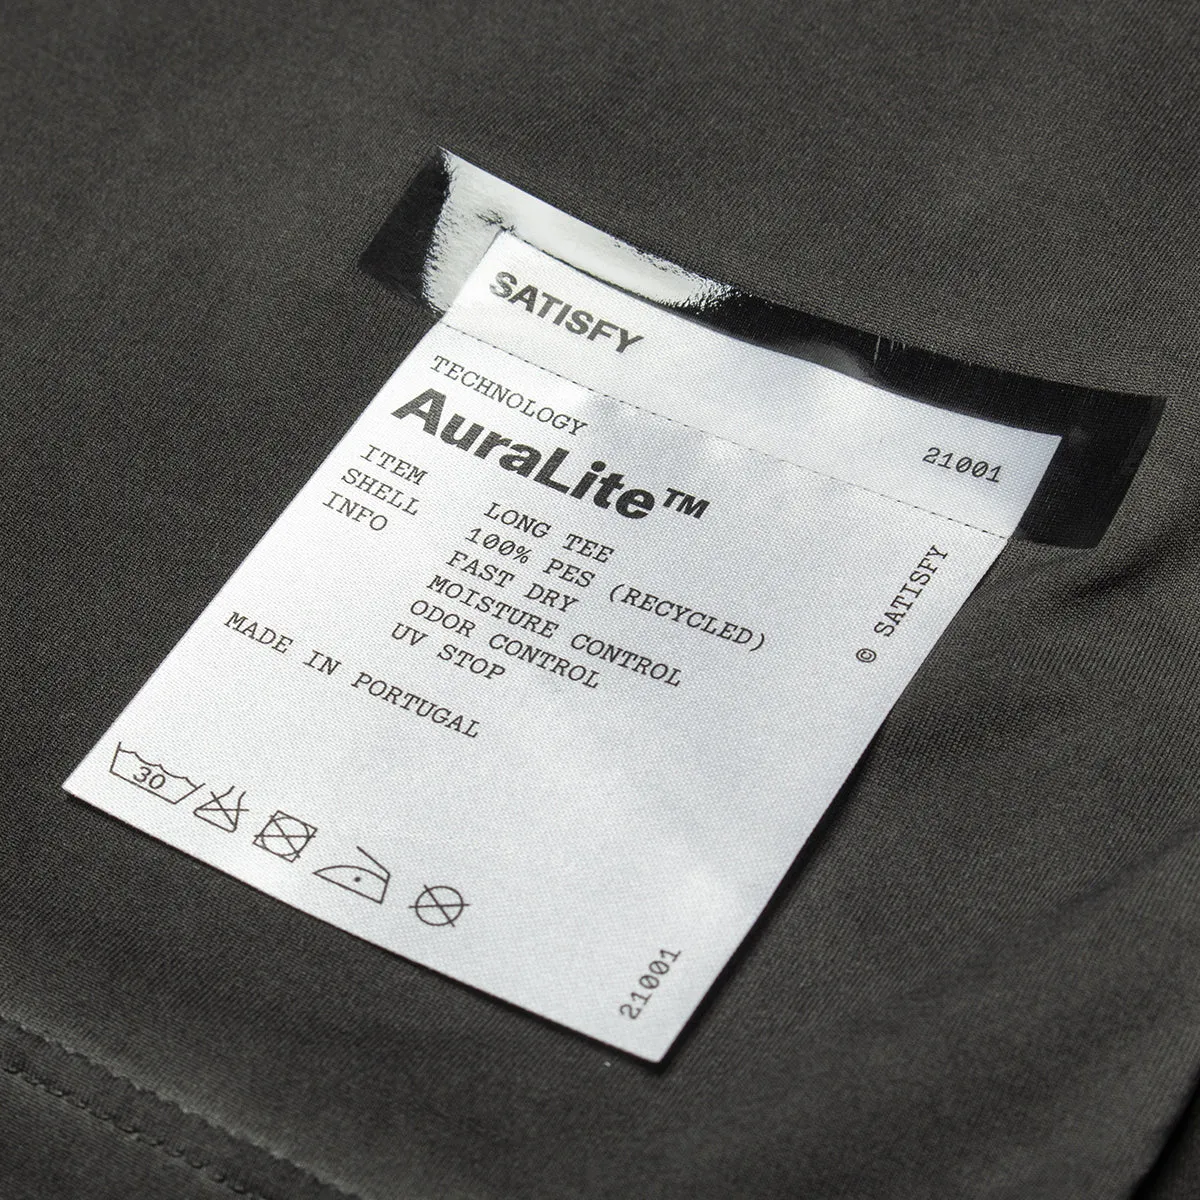 SATISFY
21001
TECHNOLOGY
AuraLite™
ITEM LONG TEE
SHELL 100% PES (RECYCLED)
INFO FAST DRY
MOISTURE CONTROL
ODOR CONTROL
UV STOP
© SATISFY
MADE IN PORTUGAL
30
21001